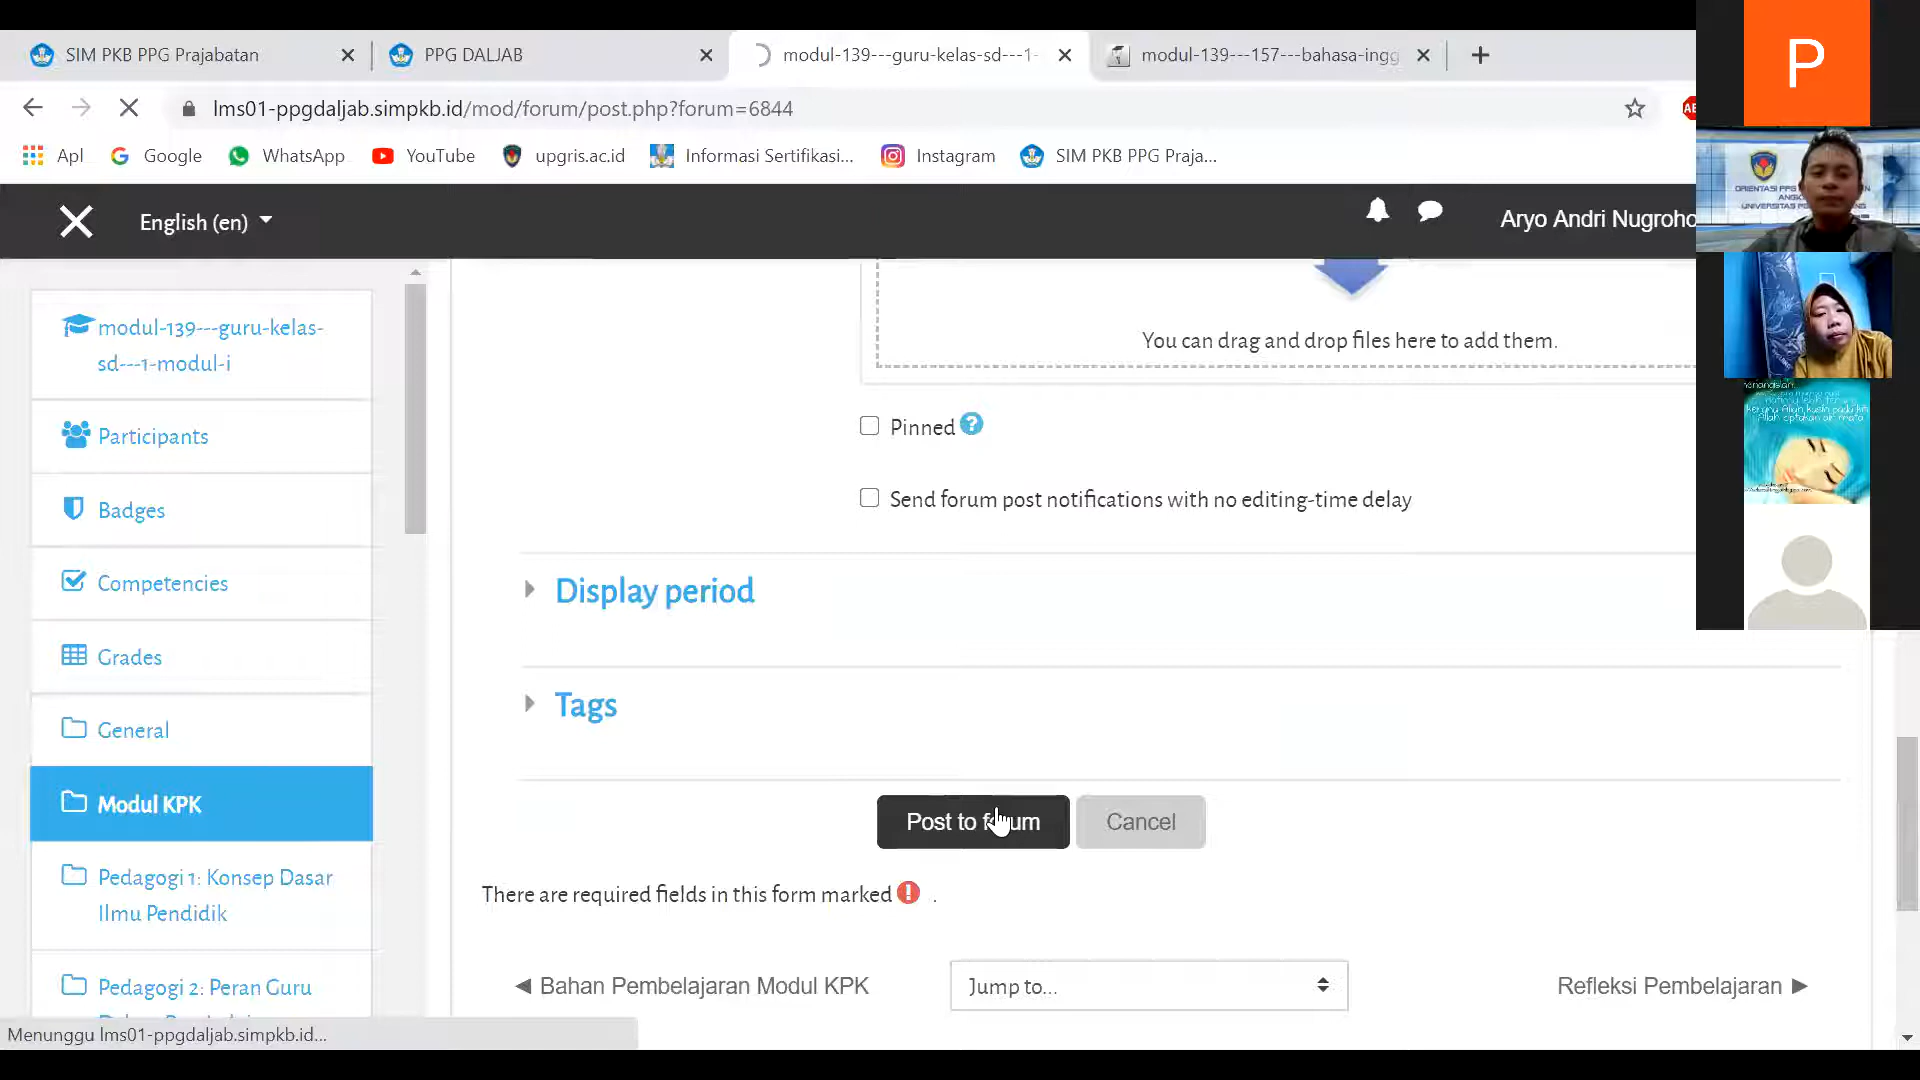 SIM PKB PPG Prajabatan
PPG DALJAB
modul-139---guru-kelas-sd---1-
modul-139---157---bahasa-ingg
lms01-ppgdaljab.simpkb.id/mod/forum/post.php?forum=6844
Apl
Google
WhatsApp
YouTube
upgris.ac.id
Informasi Sertifikasi...
Instagram
SIM PKB PPG Praja...
P
English (en)
Aryo Andri Nugroho
modul-139---guru-kelas-
sd---1-modul-i
Participants
Badges
Competencies
Grades
General
Modul KPK
Pedagogi 1: Konsep Dasar
Ilmu Pendidik
Pedagogi 2: Peran Guru
You can drag and drop files here to add them.
Pinned
Send forum post notifications with no editing-time delay
Display period
Tags
Post to forum
Cancel
There are required fields in this form marked .
Bahan Pembelajaran Modul KPK
Jump to...
Refleksi Pembelajaran
Menunggu lms01-ppgdaljab.simpkb.id...
ORIENTASI PPG